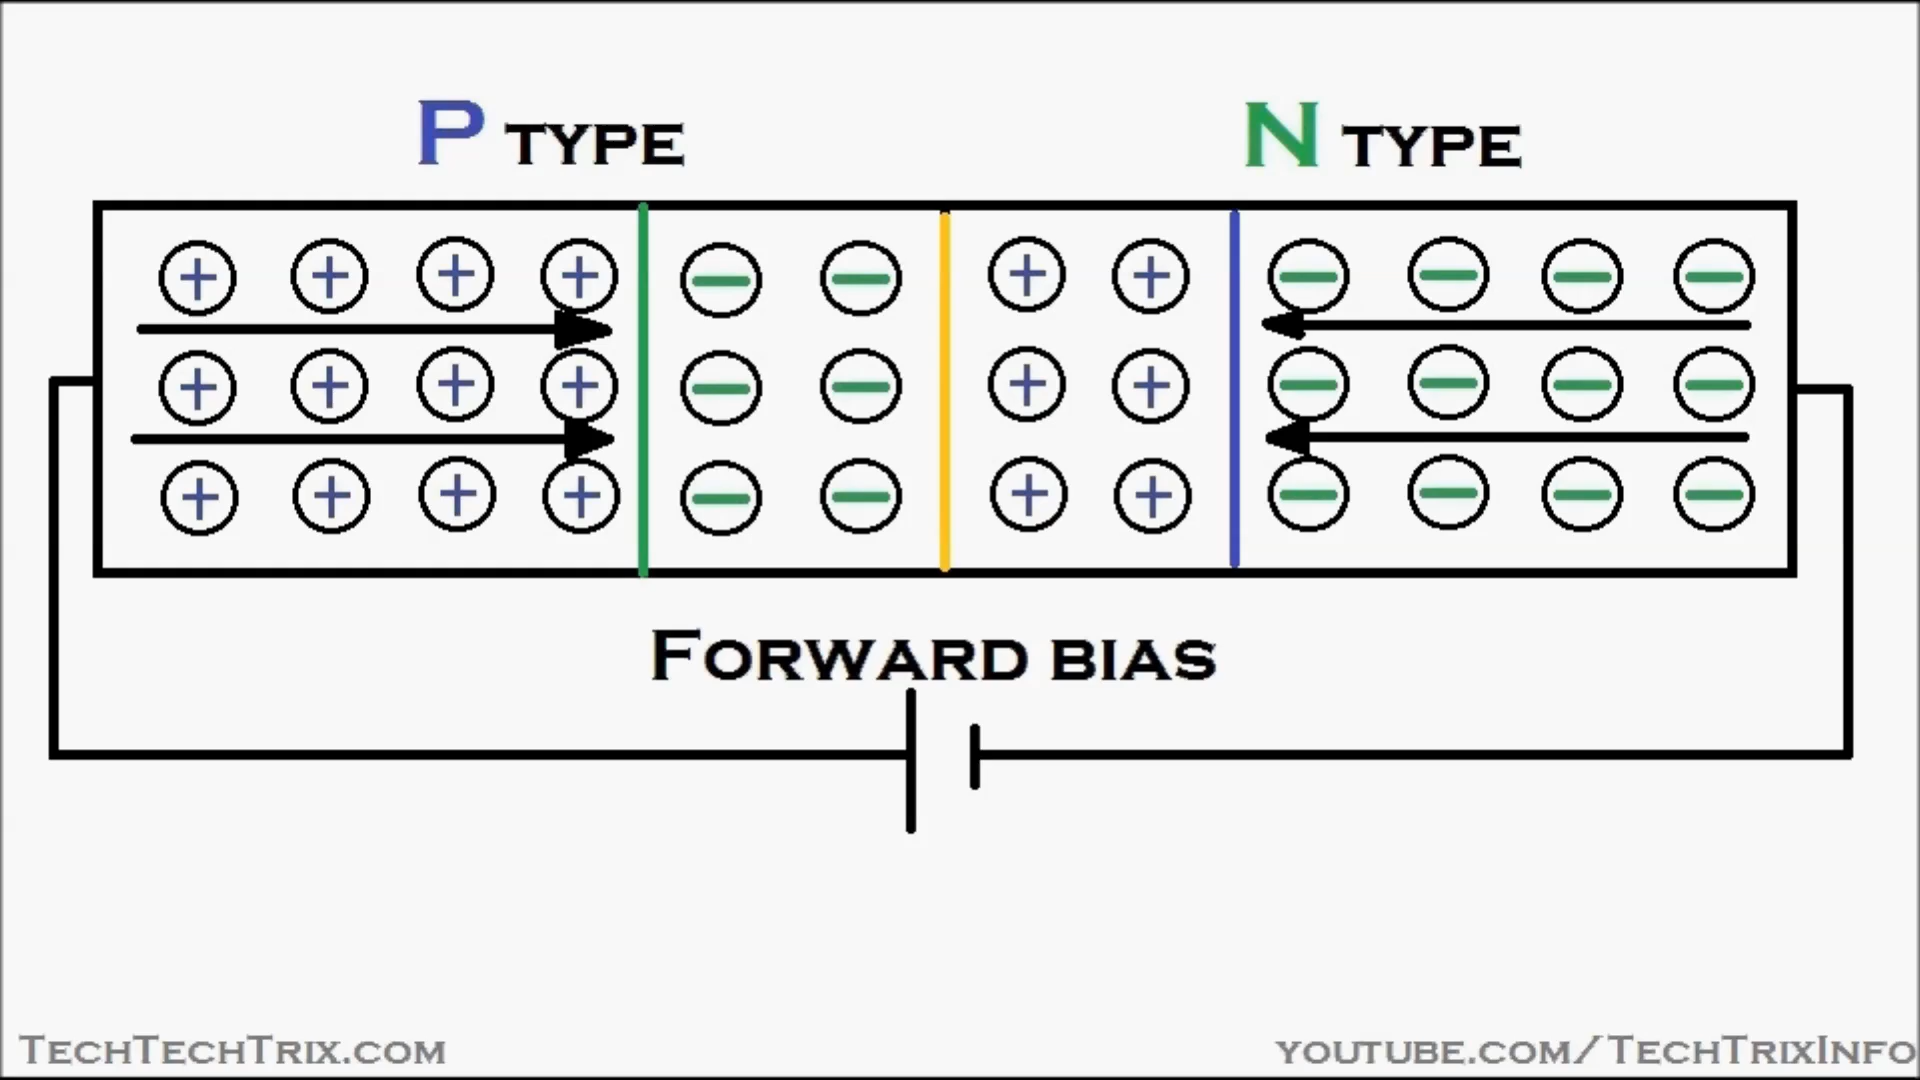 P TYPE
N TYPE
FORWARD BIAS
TECHTECHTRIX.COM
YOUTUBE.COM/TECHTRIXINFO